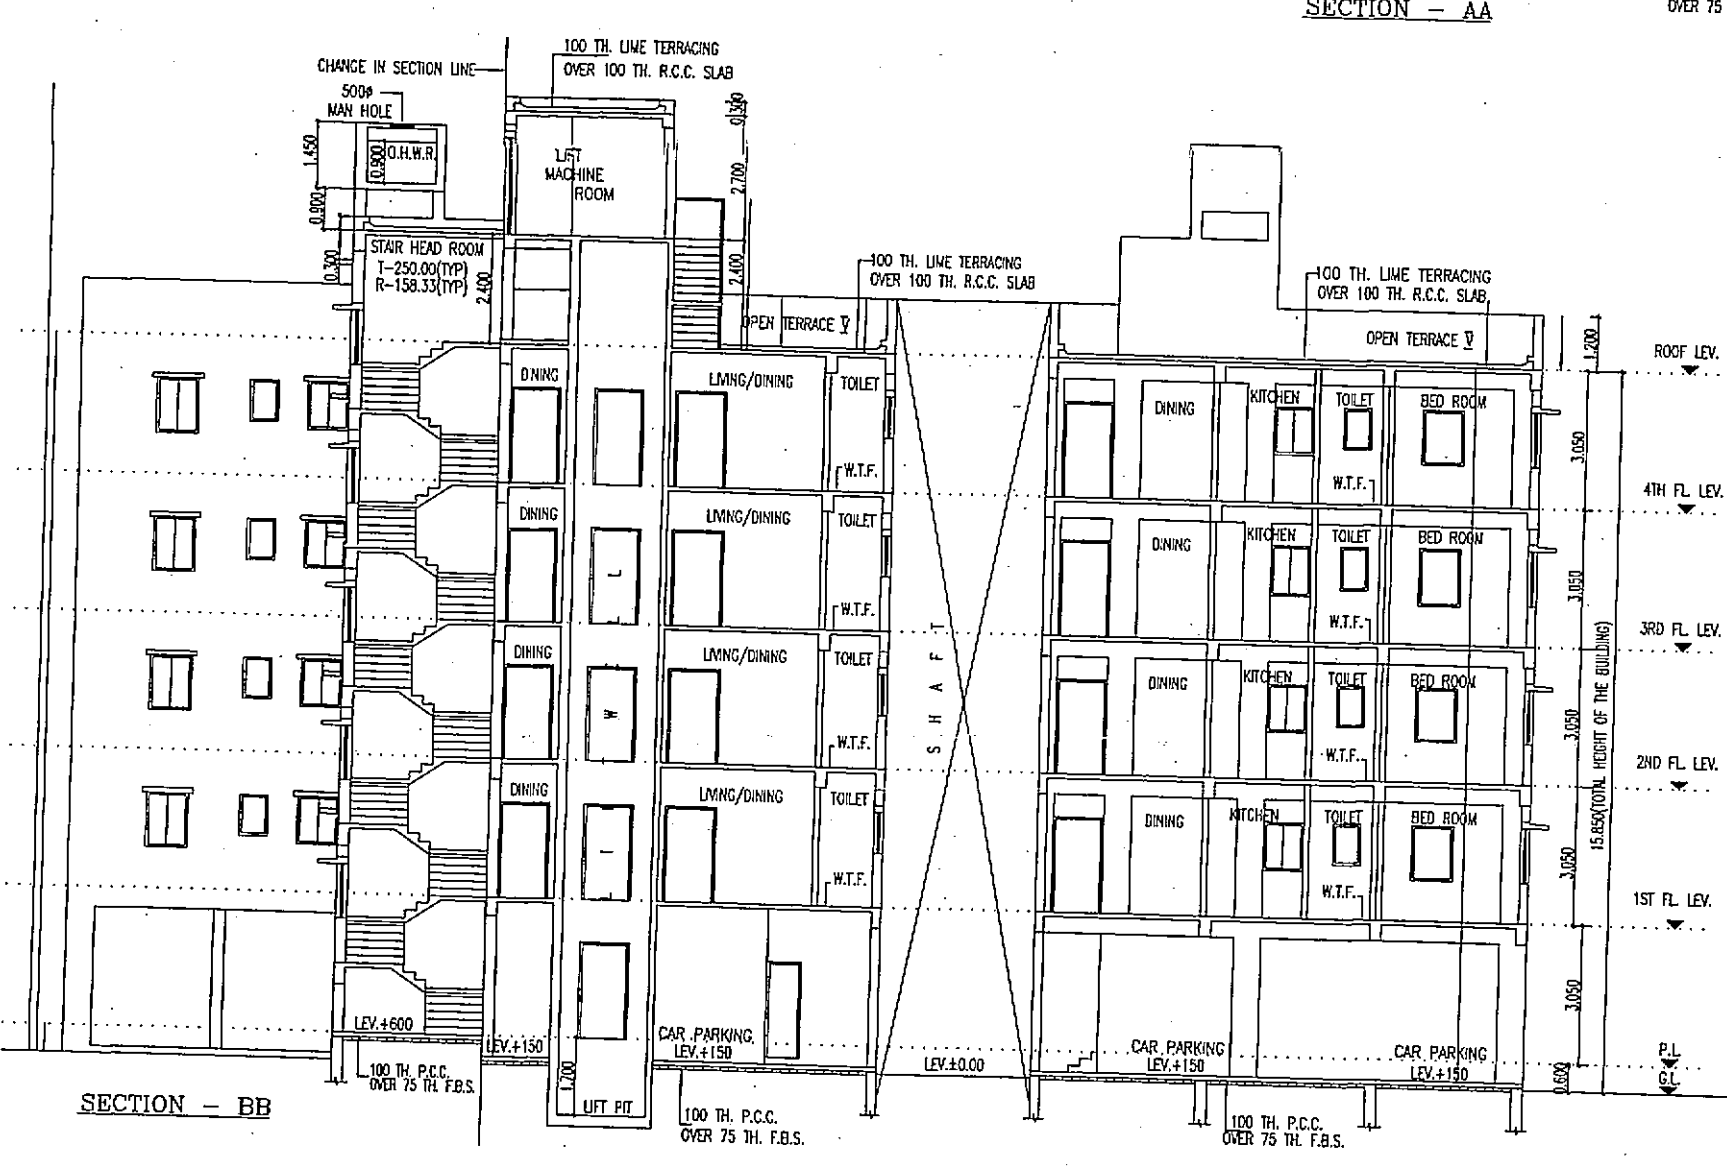 SECTION - AA
OVER 75
100 TH. LIME TERRACING
OVER 100 TH. R.C.C. SLAB
CHANGE IN SECTION LINE
500φ
MAN HOLE
1.450
0.900
O.H.W.R.
0.900
0.300
LIFT
MACHINE
ROOM
0.300
2.700
2.400
STAIR HEAD ROOM
T-250.00(TYP)
R-158.33(TYP)
2.400
100 TH. LIME TERRACING
OVER 100 TH. R.C.C. SLAB
OPEN TERRACE
100 TH. LIME TERRACING
OVER 100 TH. R.C.C. SLAB
OPEN TERRACE
1.200
ROOF LEV.
DINING
LIVING/DINING
TOILET
W.T.F.
DINING
KITCHEN
TOILET
BED ROOM
W.T.F.
3.050
4TH FL. LEV.
DINING
L
LIVING/DINING
TOILET
W.T.F.
DINING
KITCHEN
TOILET
BED ROOM
W.T.F.
3.050
3RD FL. LEV.
DINING
W
LIVING/DINING
TOILET
W.T.F.
SHAFT
DINING
KITCHEN
TOILET
BED ROOM
W.T.F.
3.050
15.850(TOTAL HEIGHT OF THE BUILDING)
2ND FL. LEV.
DINING
I
LIVING/DINING
TOILET
W.T.F.
DINING
KITCHEN
TOILET
BED ROOM
W.T.F.
3.050
1ST FL. LEV.
3.050
LEV.+600
LEV.+150
CAR PARKING
LEV.+150
LEV.±0.00
CAR PARKING
LEV.+150
CAR PARKING
LEV.+150
P.L.
G.L.
0.600
1.700
LIFT PIT
100 TH. P.C.C.
OVER 75 TH. F.B.S.
100 TH. P.C.C.
OVER 75 TH. F.B.S.
100 TH. P.C.C.
OVER 75 TH. F.B.S.
SECTION - BB